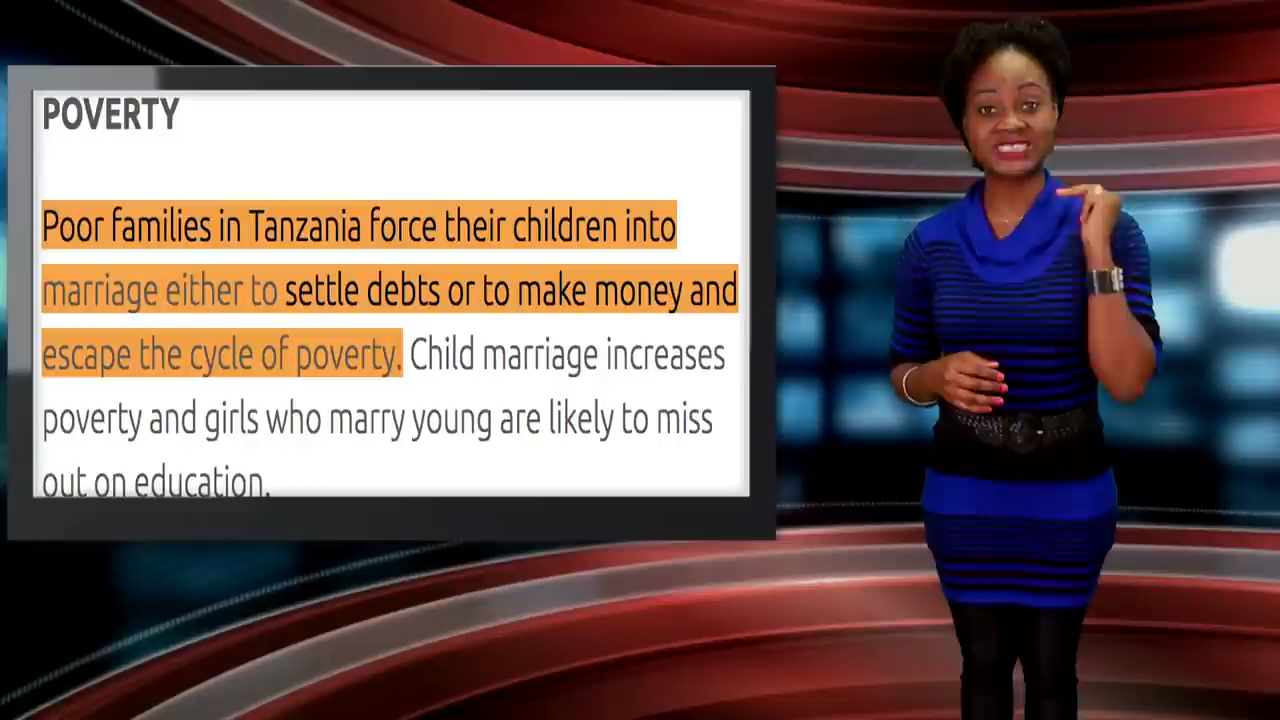 POVERTY
Poor families in Tanzania force their children into
marriage either to settle debts or to make money and
escape the cycle of poverty. Child marriage increases
poverty and girls who marry young are likely to miss
out on education.